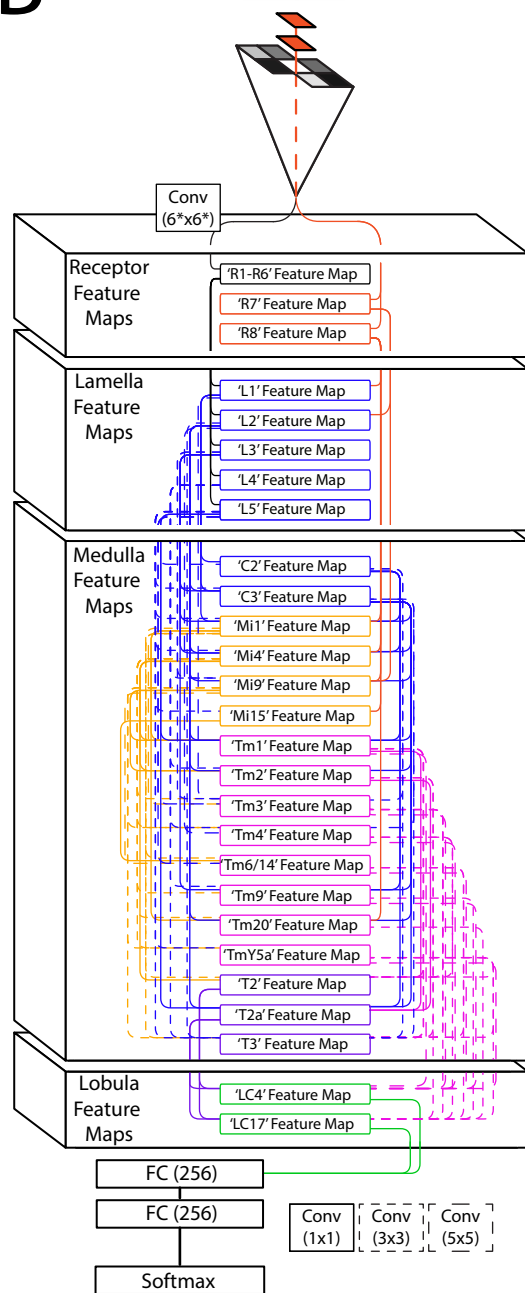 D
Conv
(6*x6*)
Receptor
Feature
Maps
'R1-R6' Feature Map
'R7' Feature Map
'R8' Feature Map
Lamella
Feature
Maps
'L1' Feature Map
'L2' Feature Map
'L3' Feature Map
'L4' Feature Map
'L5' Feature Map
Medulla
Feature
Maps
'C2' Feature Map
'C3' Feature Map
'Mi1' Feature Map
'Mi4' Feature Map
'Mi9' Feature Map
'Mi15' Feature Map
'Tm1' Feature Map
'Tm2' Feature Map
'Tm3' Feature Map
'Tm4' Feature Map
Tm6/14' Feature Map
'Tm9' Feature Map
'Tm20' Feature Map
'TmY5a' Feature Map
'T2' Feature Map
'T2a' Feature Map
'T3' Feature Map
Lobula
Feature
Maps
'LC4' Feature Map
'LC17' Feature Map
FC (256)
FC (256)
Softmax
Conv
(1x1)
Conv
(3x3)
Conv
(5x5)